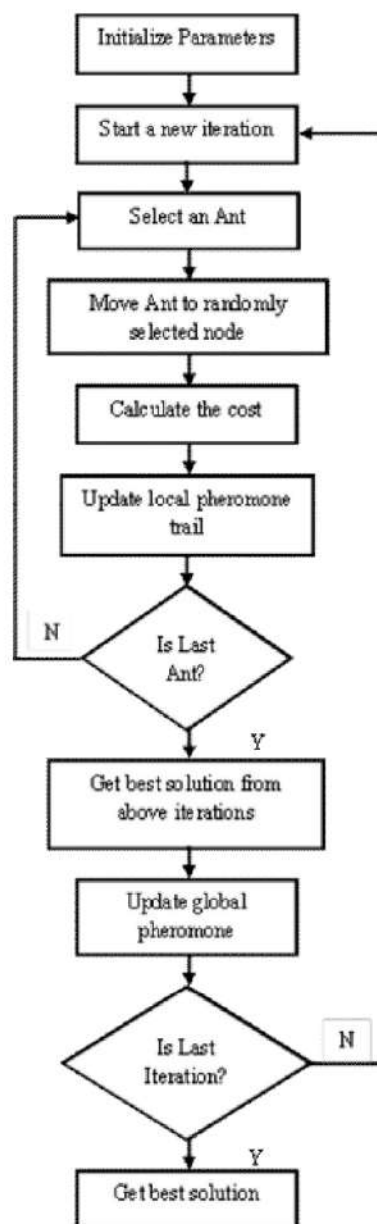 Initialize Parameters
Start a new iteration
Select an Ant
Move Ant to randomly
selected node
Calculate the cost
Update local pheromone
trail
N
Is Last
Ant?
Y
Get best solution from
above iterations
Update global
pheromone
N
Is Last
Iteration?
Y
Get best solution